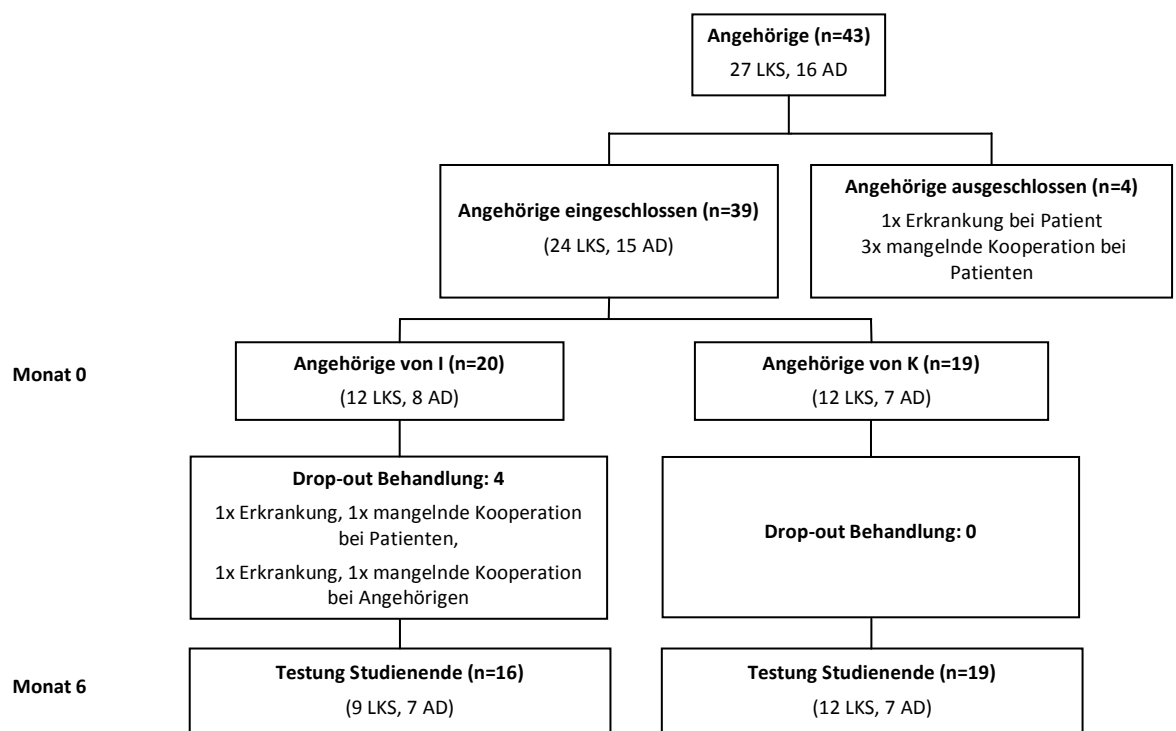 Angehörige (n=43)
27 LKS, 16 AD
Angehörige eingeschlossen (n=39)
(24 LKS, 15 AD)
Angehörige ausgeschlossen (n=4)
1x Erkrankung bei Patient
3x mangelnde Kooperation bei
Patienten
Monat 0
Angehörige von I (n=20)
(12 LKS, 8 AD)
Angehörige von K (n=19)
(12 LKS, 7 AD)
Drop-out Behandlung: 4
1x Erkrankung, 1x mangelnde Kooperation
bei Patienten,
1x Erkrankung, 1x mangelnde Kooperation
bei Angehörigen
Drop-out Behandlung: 0
Monat 6
Testung Studienende (n=16)
(9 LKS, 7 AD)
Testung Studienende (n=19)
(12 LKS, 7 AD)